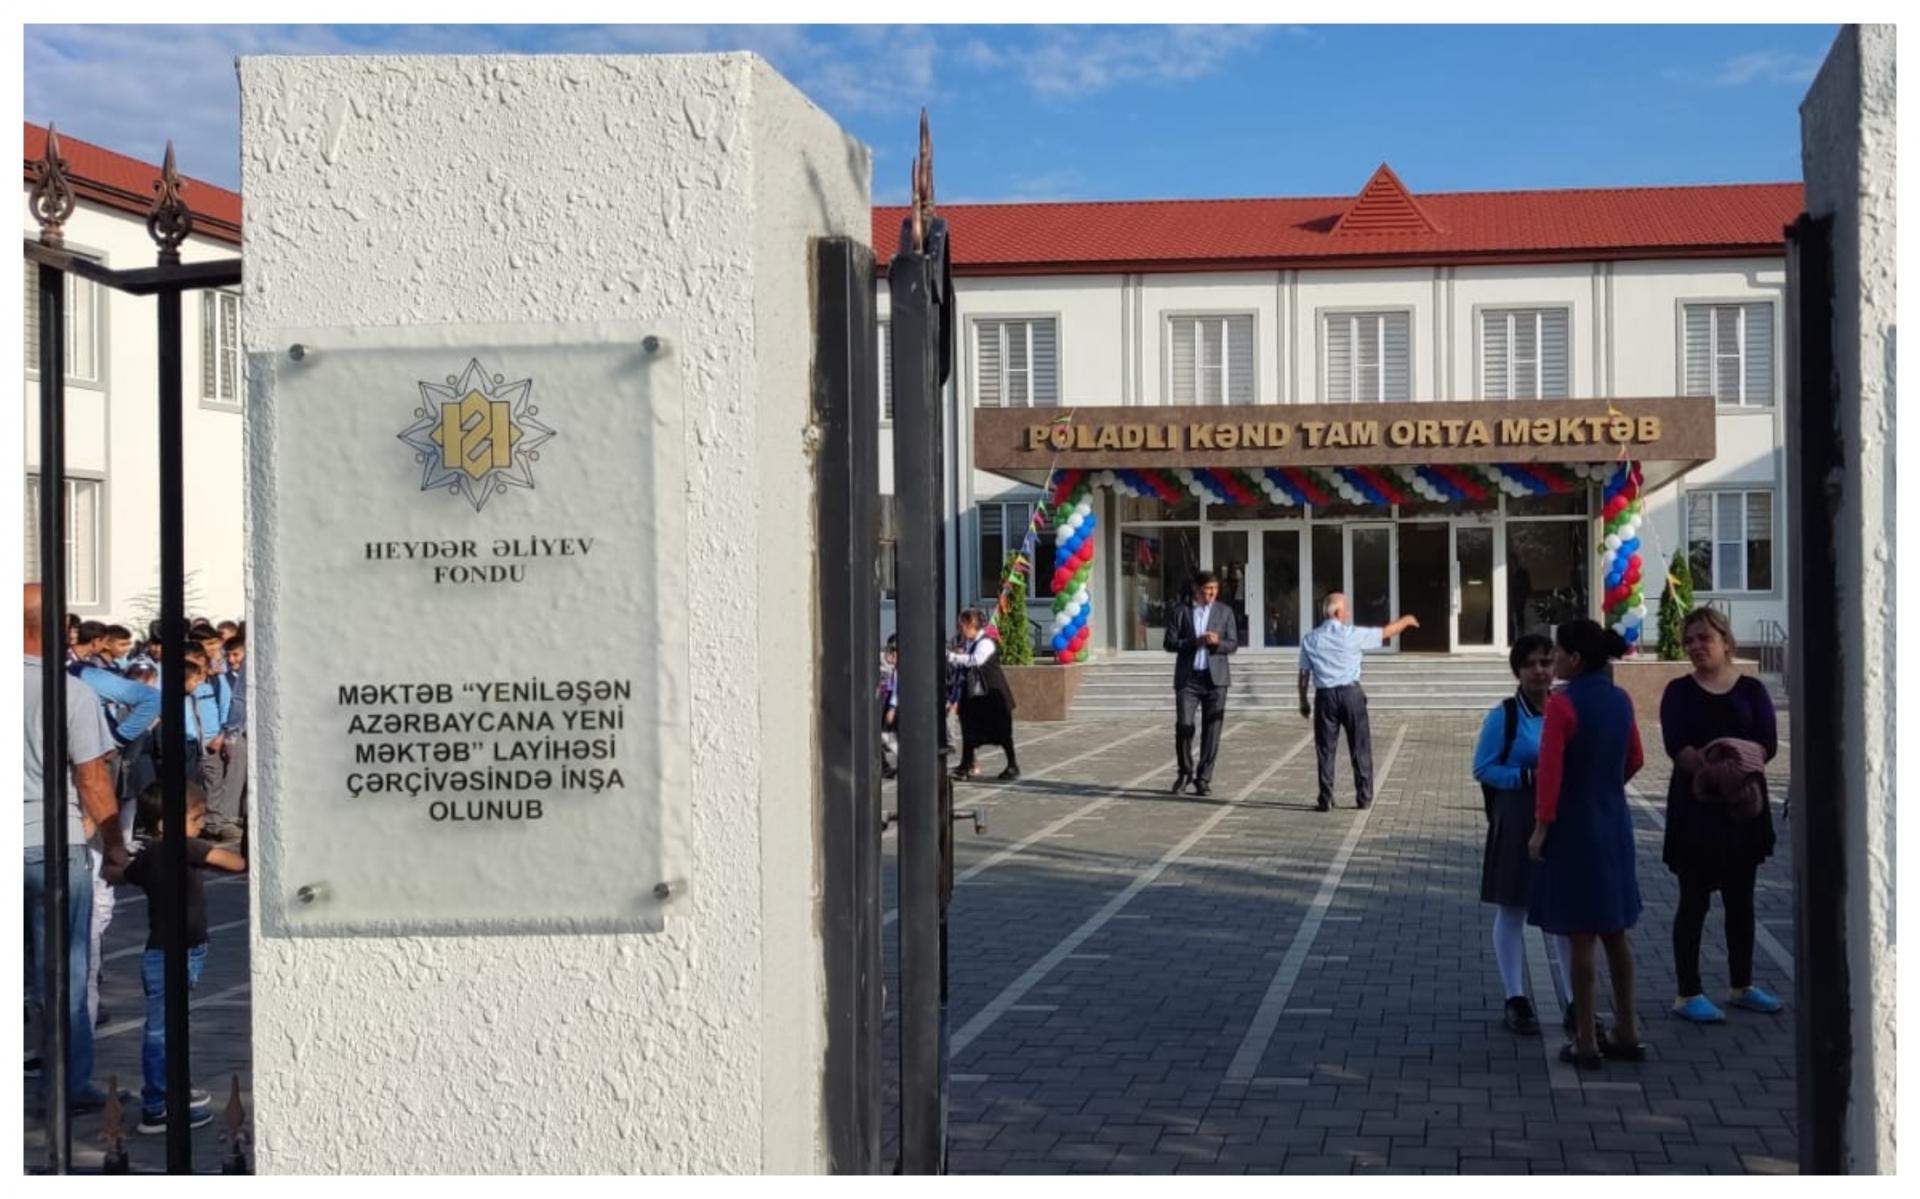 HEYDƏR ƏLİYEV
FONDU
MƏKTƏB “YENİLƏŞƏN
AZƏRBAYCANA YENİ
MƏKTƏB” LAYİHƏSİ
ÇƏRÇİVƏSİNDƏ İNŞA
OLUNUB
POLADLI KƏND TAM ORTA MƏKTƏB